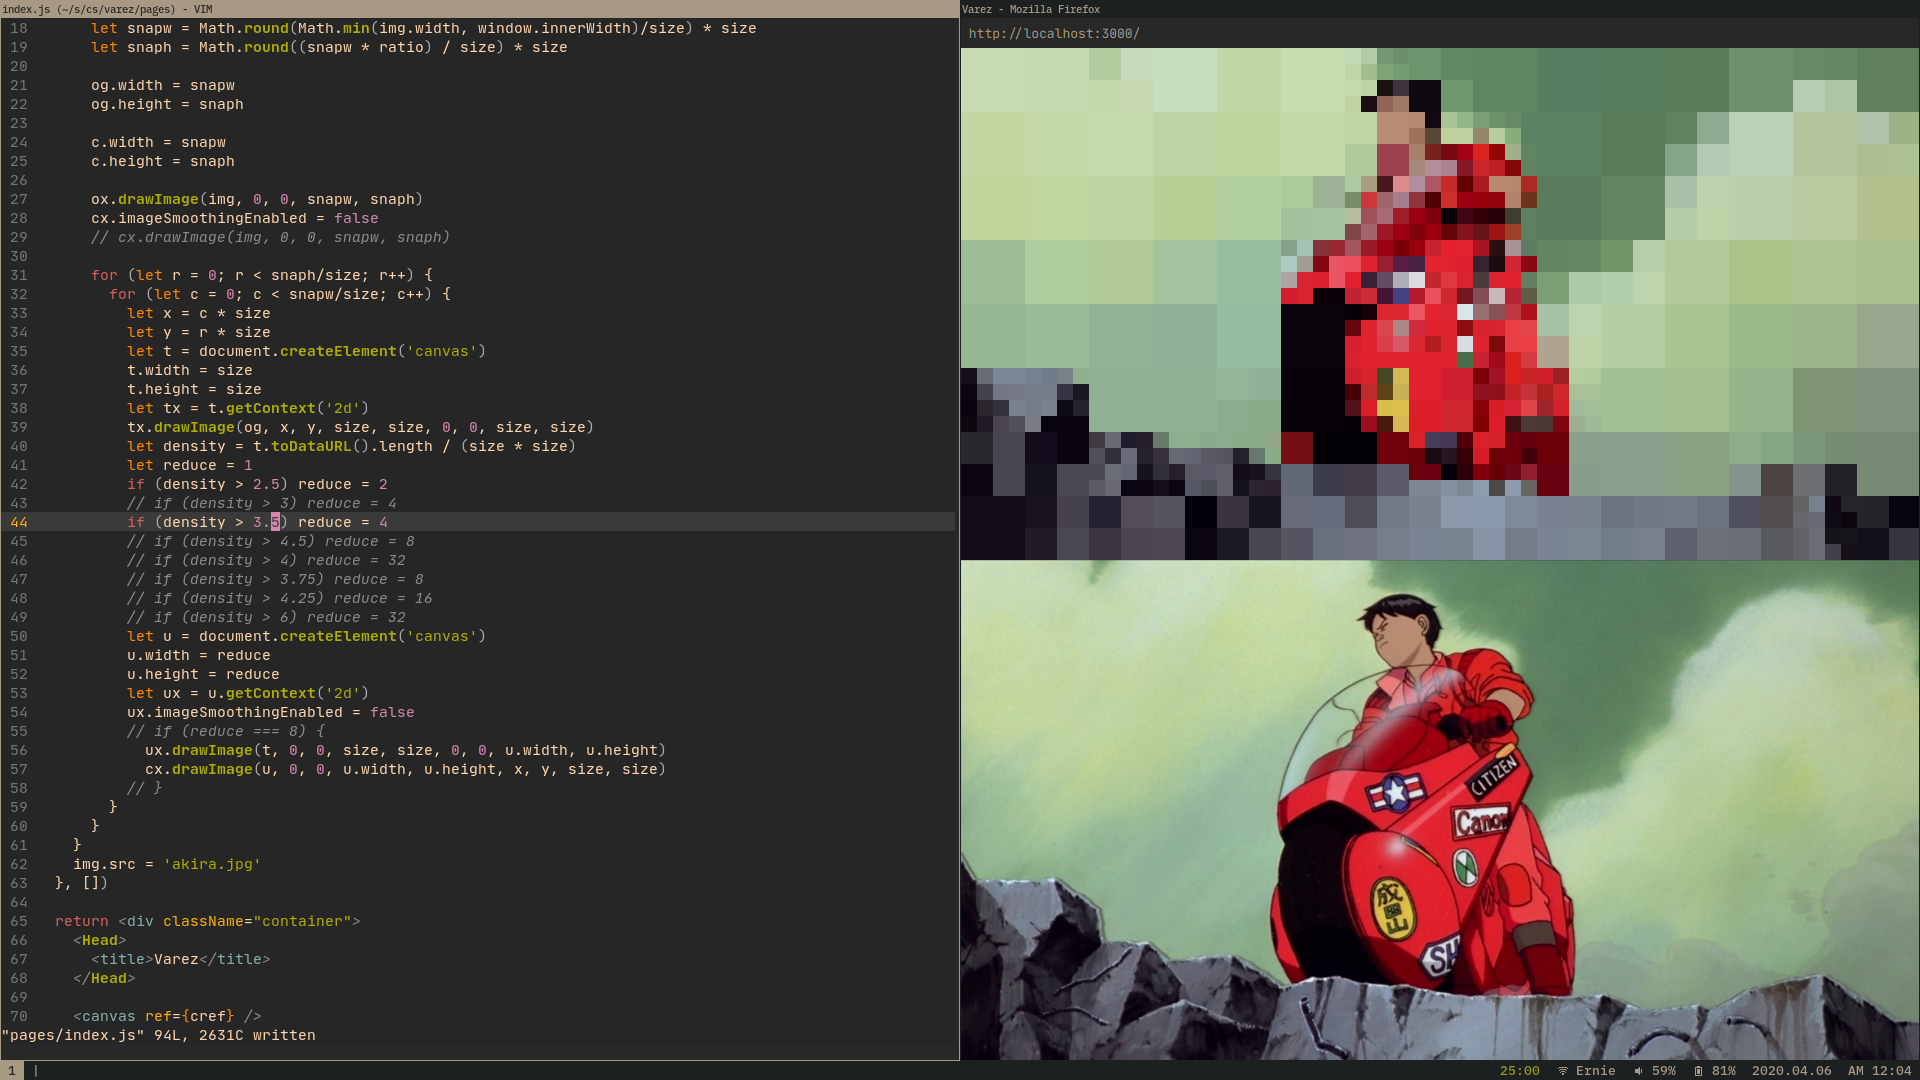 index.js (~/s/cs/varez/pages) - VIM
18 let snapw = Math.round(Math.min(img.width, window.innerWidth)/size) * size
19 let snaph = Math.round((snapw * ratio) / size) * size
20
21 og.width = snapw
22 og.height = snaph
23
24 c.width = snapw
25 c.height = snaph
26
27 ox.drawImage(img, 0, 0, snapw, snaph)
28 cx.imageSmoothingEnabled = false
29 // cx.drawImage(img, 0, 0, snapw, snaph)
30
31 for (let r = 0; r < snaph/size; r++) {
32 for (let c = 0; c < snapw/size; c++) {
33 let x = c * size
34 let y = r * size
35 let t = document.createElement('canvas')
36 t.width = size
37 t.height = size
38 let tx = t.getContext('2d')
39 tx.drawImage(og, x, y, size, size, 0, 0, size, size)
40 let density = t.toDataURL().length / (size * size)
41 let reduce = 1
42 if (density > 2.5) reduce = 2
43 // if (density > 3) reduce = 4
44 if (density > 3.5) reduce = 4
45 // if (density > 4.5) reduce = 8
46 // if (density > 4) reduce = 32
47 // if (density > 3.75) reduce = 8
48 // if (density > 4.25) reduce = 16
49 // if (density > 6) reduce = 32
50 let u = document.createElement('canvas')
51 u.width = reduce
52 u.height = reduce
53 let ux = u.getContext('2d')
54 ux.imageSmoothingEnabled = false
55 // if (reduce === 8) {
56 ux.drawImage(t, 0, 0, size, size, 0, 0, u.width, u.height)
57 cx.drawImage(u, 0, 0, u.width, u.height, x, y, size, size)
58 // }
59 }
60 }
61 }
62 img.src = 'akira.jpg'
63 }, [])
64
65 return <div className="container">
66 <Head>
67 <title>Varez</title>
68 </Head>
69
70 <canvas ref={cref} />
"pages/index.js" 94L, 2631C written
Varez - Mozilla Firefox
http://localhost:3000/
CITIZEN
Canon
成田山
SH
1 |
25:00 Ernie 59% 81% 2020.04.06 AM 12:04